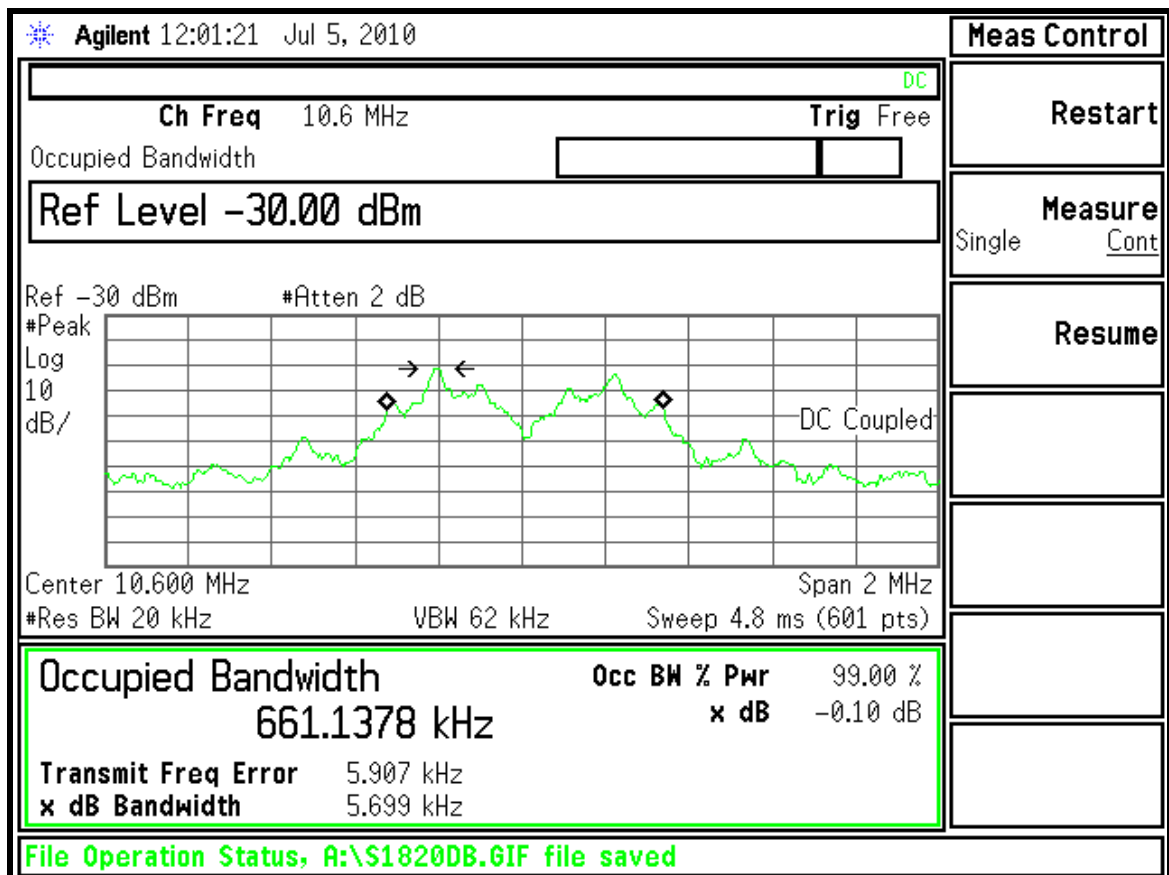 Agilent 12:01:21 Jul 5, 2010
Meas Control
DC
Ch Freq 10.6 MHz
Trig Free
Occupied Bandwidth
Ref Level -30.00 dBm
Ref -30 dBm
#Atten 2 dB
#Peak
Log
10
dB/
DC Coupled
Center 10.600 MHz
Span 2 MHz
#Res BW 20 kHz
VBW 62 kHz
Sweep 4.8 ms (601 pts)
Occupied Bandwidth
661.1378 kHz
Occ BW % Pwr 99.00 %
x dB -0.10 dB
Transmit Freq Error 5.907 kHz
x dB Bandwidth 5.699 kHz
File Operation Status, A:\S1820DB.GIF file saved
Restart
Measure
Single Cont
Resume